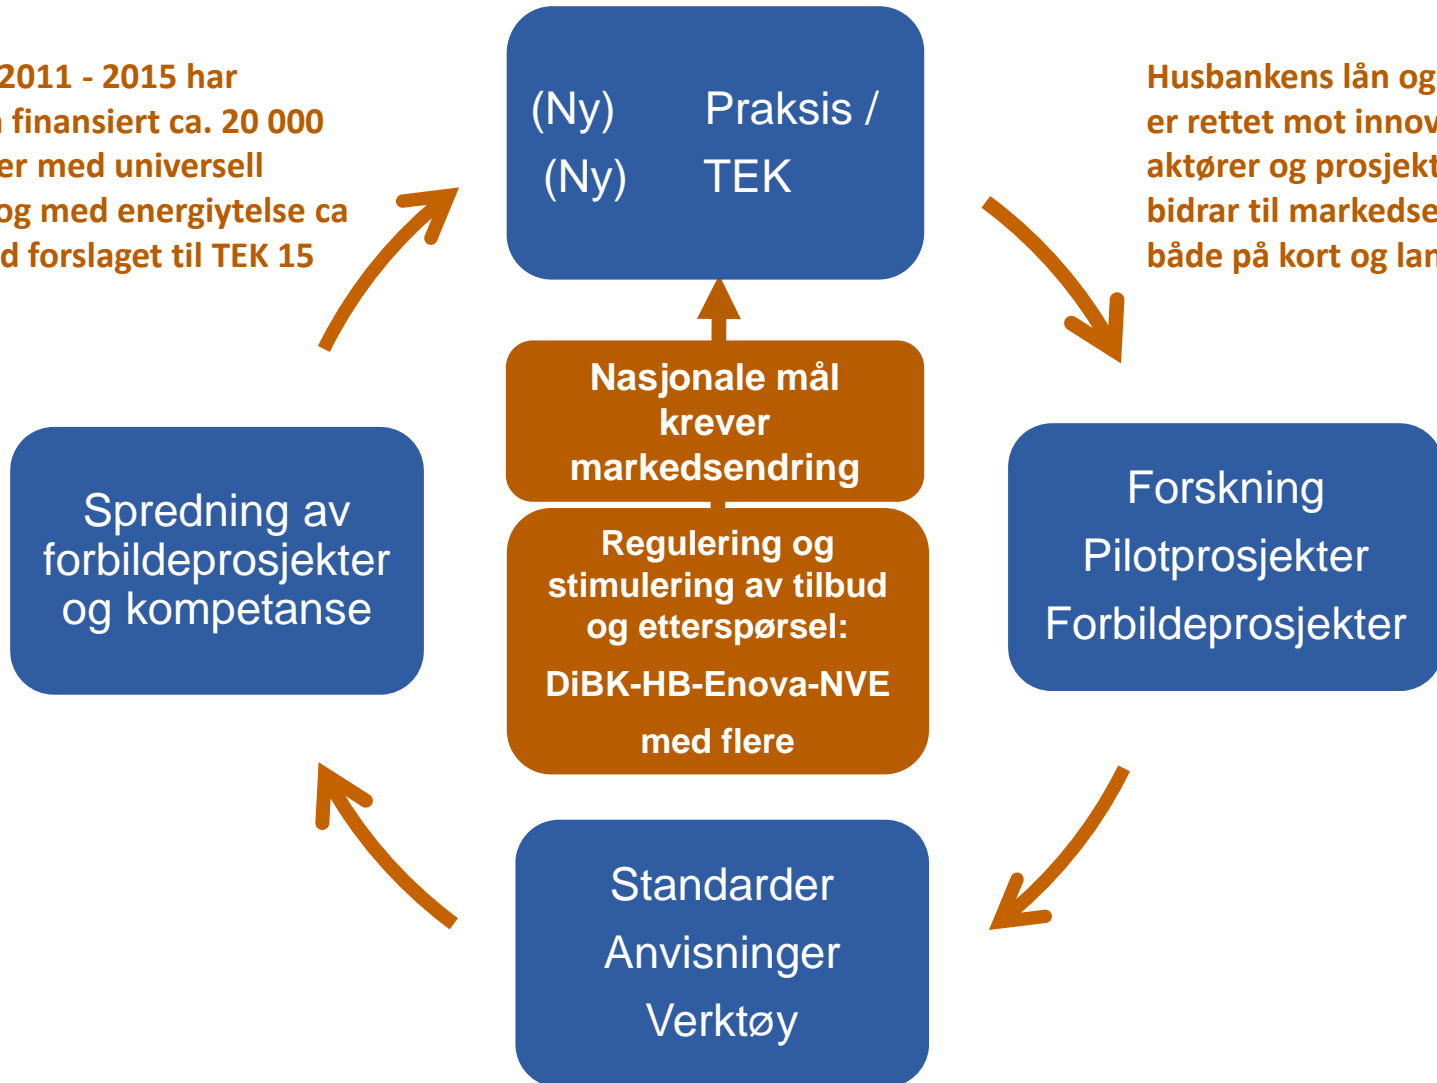 2011 - 2015 har
finansiert ca. 20 000
er med universell
og med energiytelse ca
d forslaget til TEK 15
(Ny) Praksis /
(Ny) TEK
Husbankens lån og
er rettet mot innov
aktører og prosjekt
bidrar til markedse
både på kort og lan
Nasjonale mål
krever
markedsendring
Spredning av
forbildeprosjekter
og kompetanse
Regulering og
stimulering av tilbud
og etterspørsel:
DiBK-HB-Enova-NVE
med flere
Forskning
Pilotprosjekter
Forbildeprosjekter
Standarder
Anvisninger
Verktøy